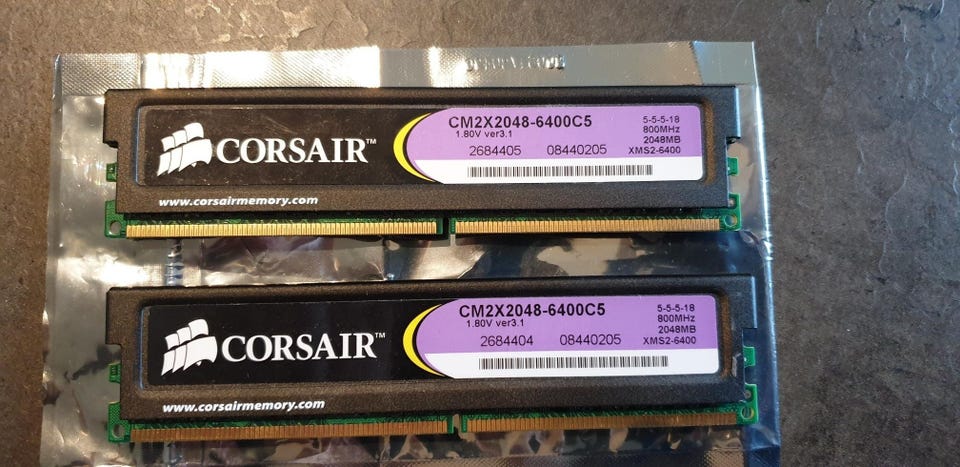 CORSAIR™
www.corsairmemory.com
CM2X2048-6400C5
1.80V ver3.1
2684405 08440205
5-5-5-18
800MHz
2048MB
XMS2-6400
CORSAIR™
www.corsairmemory.com
CM2X2048-6400C5
1.80V ver3.1
2684404 08440205
5-5-5-18
800MHz
2048MB
XMS2-6400